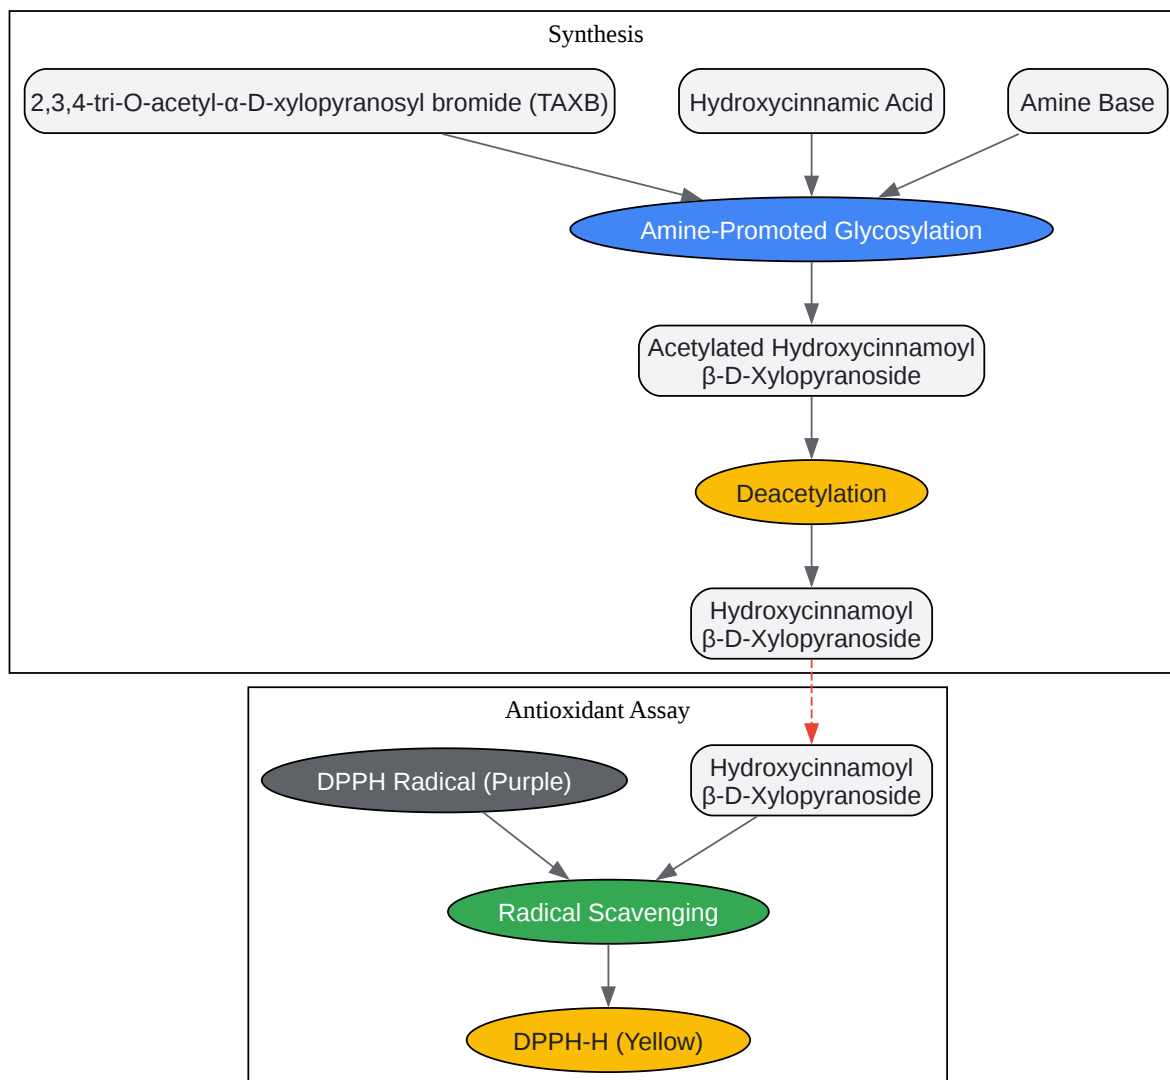 Synthesis
2,3,4-tri-O-acetyl-α-D-xylopyranosyl bromide (TAXB)
Hydroxycinnamic Acid
Amine Base
Amine-Promoted Glycosylation
Acetylated Hydroxycinnamoyl
β-D-Xylopyranoside
Deacetylation
Hydroxycinnamoyl
β-D-Xylopyranoside
Antioxidant Assay
DPPH Radical (Purple)
Hydroxycinnamoyl
β-D-Xylopyranoside
Radical Scavenging
DPPH-H (Yellow)